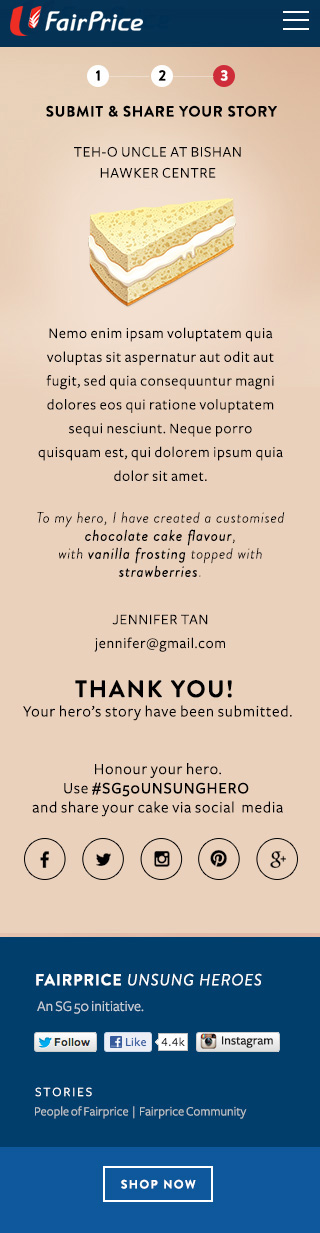 FairPrice
1 2 3
SUBMIT & SHARE YOUR STORY
TEH-O UNCLE AT BISHAN
HAWKER CENTRE
Nemo enim ipsam voluptatem quia
voluptas sit aspernatur aut odit aut
fugit, sed quia consequuntur magni
dolores eos qui ratione voluptatem
sequi nesciunt. Neque porro
quisquam est, qui dolorem ipsum quia
dolor sit amet.
To my hero, I have created a customised
chocolate cake flavour,
with vanilla frosting topped with
strawberries.
JENNIFER TAN
jennifer@gmail.com
THANK YOU!
Your hero's story have been submitted.
Honour your hero.
Use #SG50UNSUNGHERO
and share your cake via social media
f g+
FAIRPRICE UNSUNG HEROES
An SG 50 initiative.
Follow Like 4.4k Instagram
STORIES
People of Fairprice | Fairprice Community
SHOP NOW